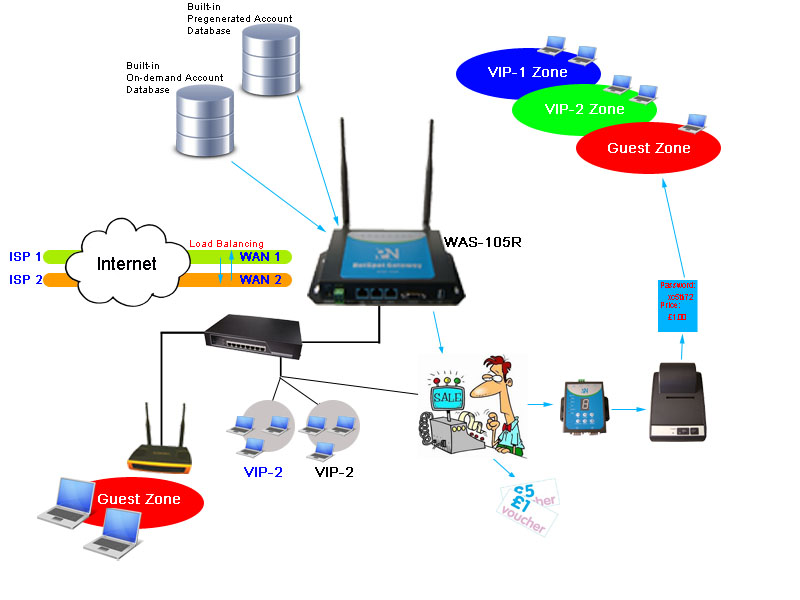 Built-in
Pregenerated Account
Database
Built-in
On-demand Account
Database
VIP-1 Zone
VIP-2 Zone
Guest Zone
WAS-105R
Load Balancing
ISP 1
WAN 1
Internet
ISP 2
WAN 2
HotSpot Gateway
Password:
Price:
£1.00
SALE
VIP-2
VIP-2
Guest Zone
£5
£1
voucher